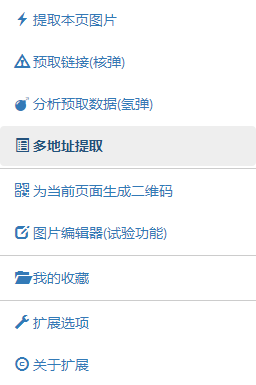 提取本页图片
预取链接(核弹)
分析预取数据(氢弹)
多地址提取
为当前页面生成二维码
图片编辑器(试验功能)
我的收藏
扩展选项
关于扩展